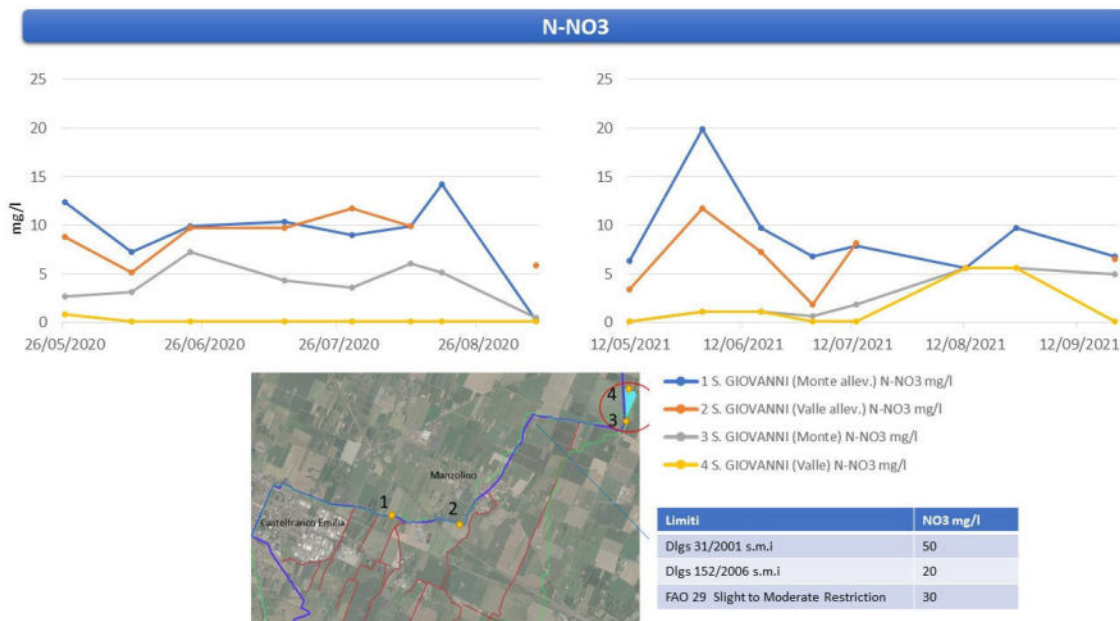 N-NO3
25
20
15
10
5
0
mg/l
26/05/2020 26/06/2020 26/07/2020 26/08/2020
25
20
15
10
5
0
12/05/2021 12/06/2021 12/07/2021 12/08/2021 12/09/2021
1 S. GIOVANNI (Monte allev.) N-NO3 mg/l
2 S. GIOVANNI (Valle allev.) N-NO3 mg/l
3 S. GIOVANNI (Monte) N-NO3 mg/l
4 S. GIOVANNI (Valle) N-NO3 mg/l
4
3
Manzolino
1
2
Castelfranco Emilia
Limiti NO3 mg/l
Dlgs 31/2001 s.m.i 50
Dlgs 152/2006 s.m.i 20
FAO 29 Slight to Moderate Restriction 30